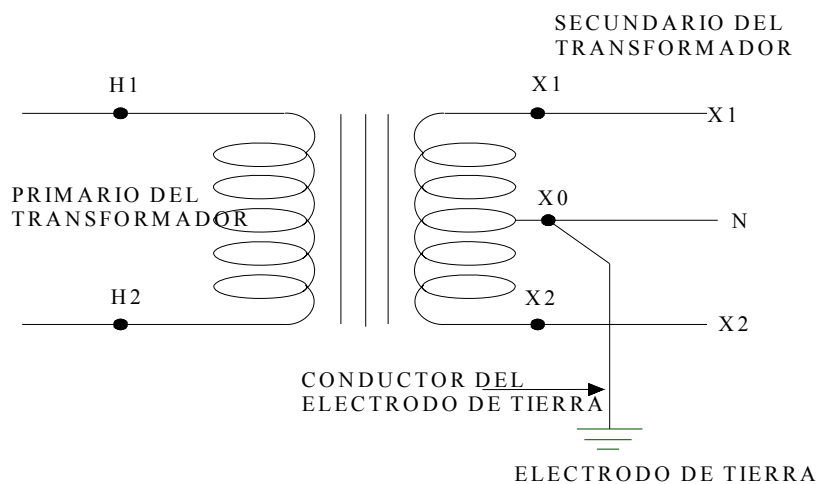 SECUNDARIO DEL
TRANSFORMADOR
H1
X1
X1
PRIMARIO DEL
TRANSFORMADOR
X0
N
H2
X2
X2
CONDUCTOR DEL
ELECTRODO DE TIERRA
ELECTRODO DE TIERRA